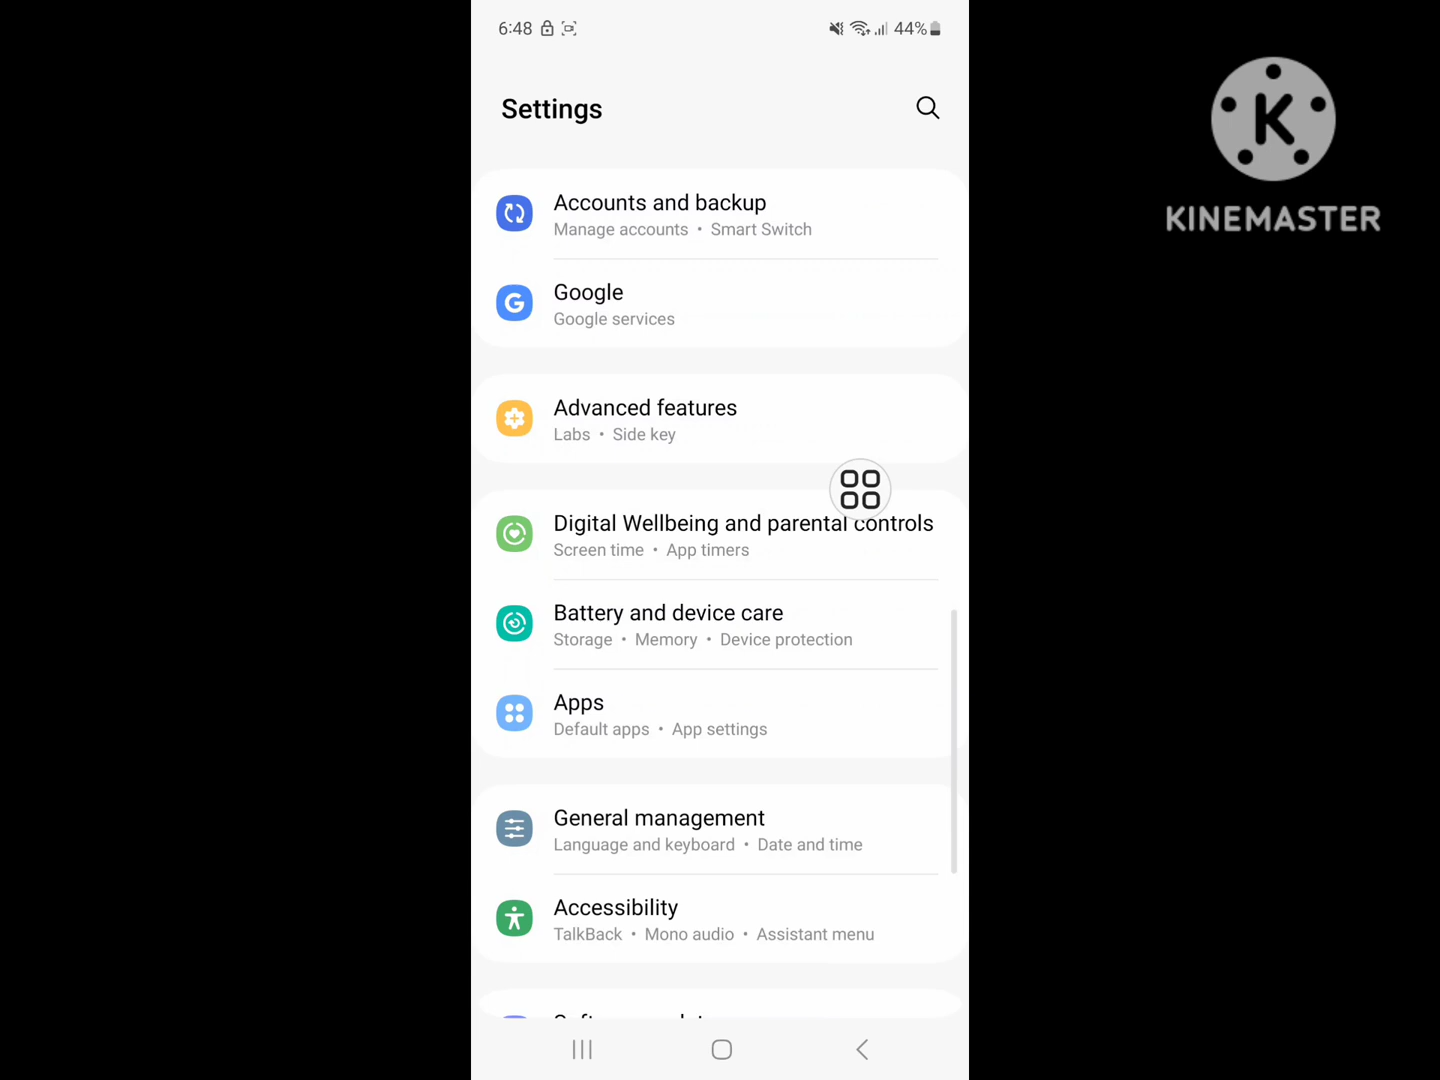 6:48
44%
K
KINEMASTER
Settings
Accounts and backup
Manage accounts • Smart Switch
G
Google
Google services
Advanced features
Labs • Side key
Digital Wellbeing and parental controls
Screen time • App timers
Battery and device care
Storage • Memory • Device protection
Apps
Default apps • App settings
General management
Language and keyboard • Date and time
Accessibility
TalkBack • Mono audio • Assistant menu